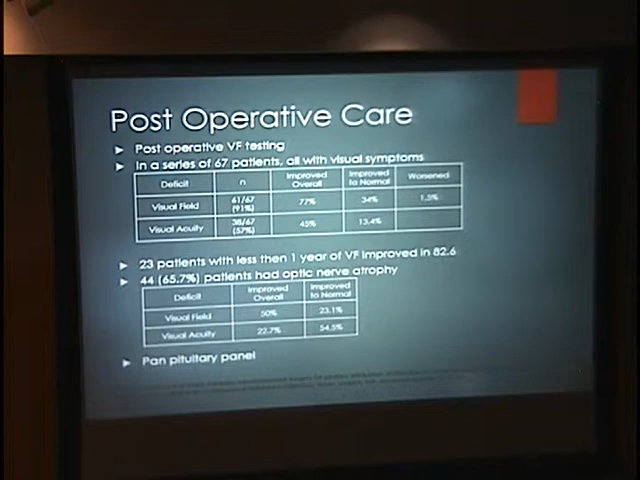 Post Operative Care
Post operative VF testing
In a series of 67 patients, all with visual symptoms
Deficit n Improved Overall Improved to Normal Worsened
Visual Field 61/67 (91%) 77% 34% 1.5%
Visual Acuity 38/67 (57%) 45% 13.4%
23 patients with less then 1 year of VF improved in 82.6
44 (65.7%) patients had optic nerve atrophy
Deficit Improved Overall Improved to Normal
Visual Field 50% 23.1%
Visual Acuity 22.7% 54.5%
Pan pituitary panel